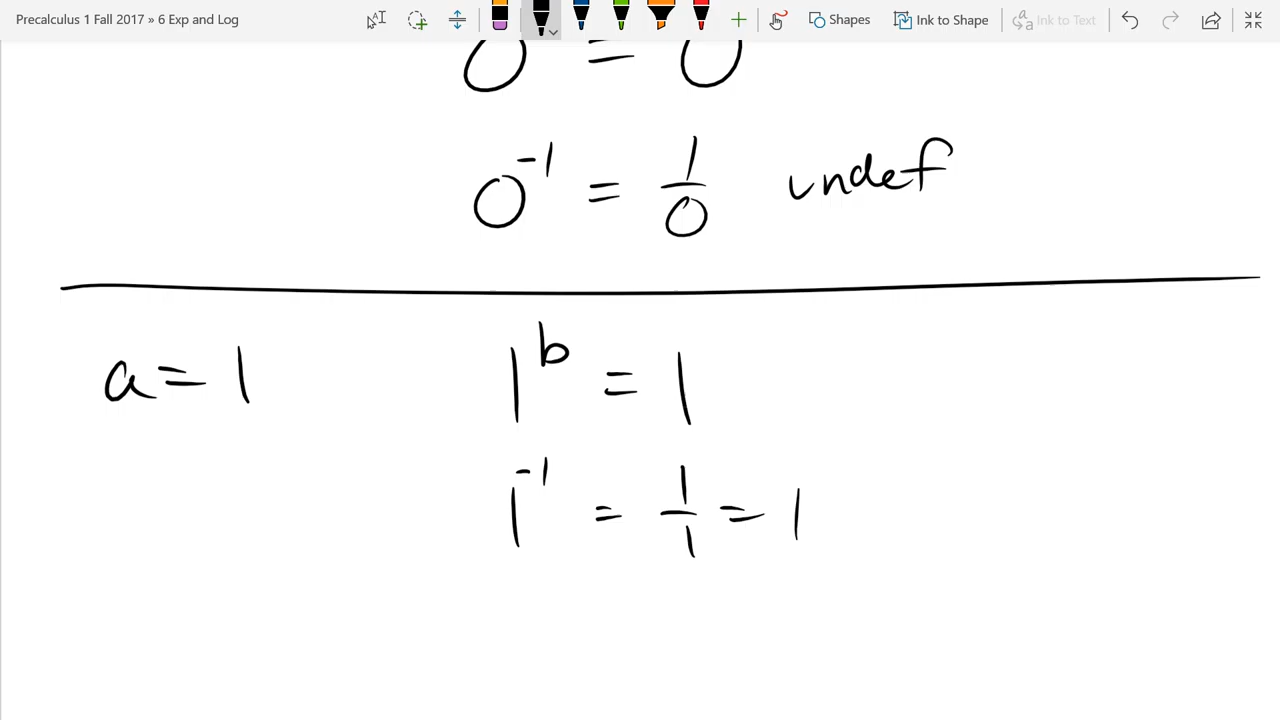 Precalculus 1 Fall 2017 » 6 Exp and Log
Shapes
Ink to Shape
Ink to Text
0 = 0
0⁻¹ = 1/0 undef
a = 1
1ᵇ = 1
1⁻¹ = 1/1 = 1